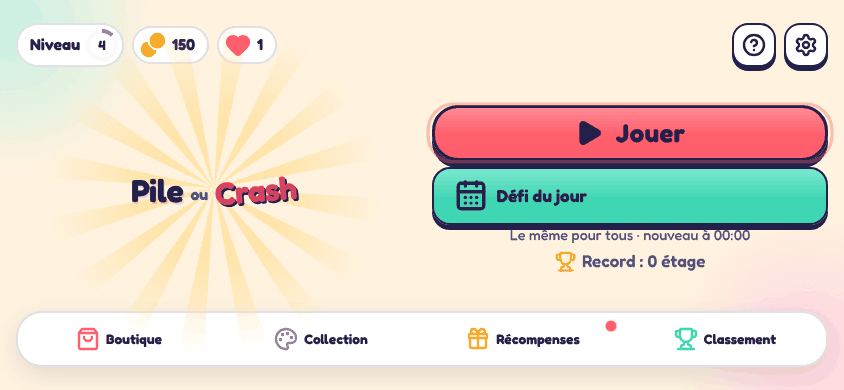 Niveau 4
150
1
Jouer
Pile ou Crash
Défi du jour
Le même pour tous · nouveau à 00:00
Record : 0 étage
Boutique
Collection
Récompenses
Classement